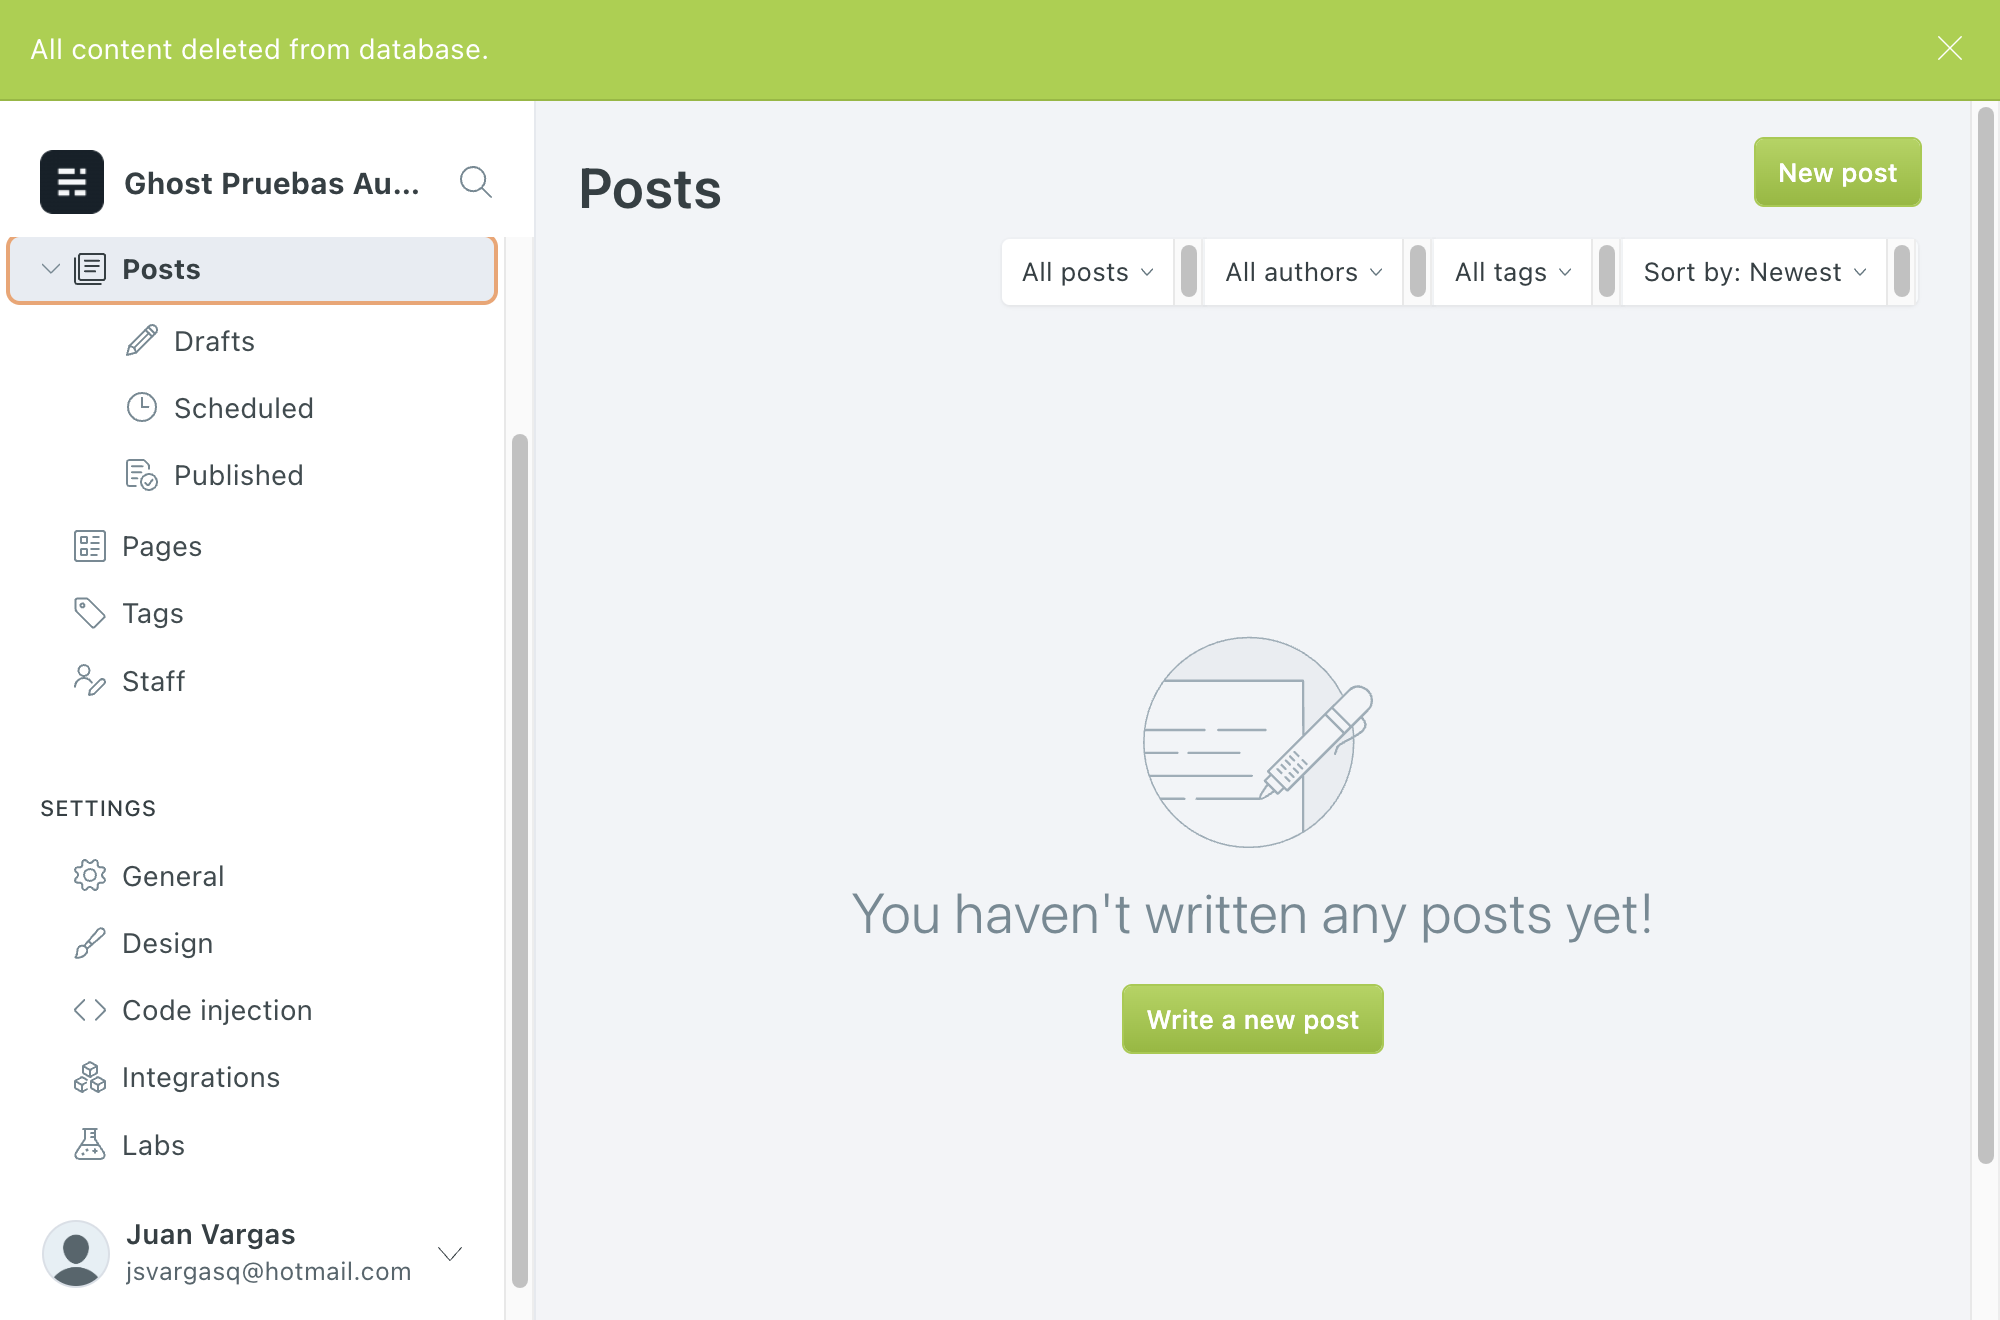 All content deleted from database.
Ghost Pruebas Au...
Posts
Drafts
Scheduled
Published
Pages
Tags
Staff
SETTINGS
General
Design
Code injection
Integrations
Labs
Juan Vargas
jsvargasq@hotmail.com
Posts
New post
All posts
All authors
All tags
Sort by: Newest
You haven't written any posts yet!
Write a new post